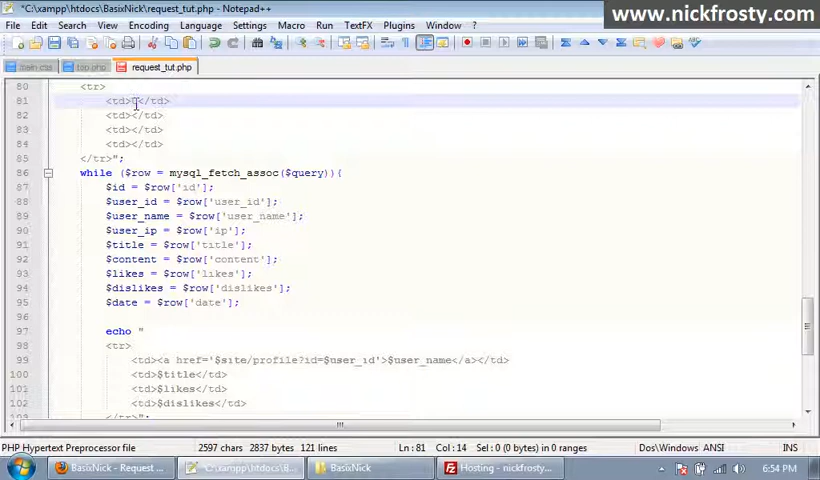 *C:\xampp\htdocs\BasixNick\request_tut.php - Notepad++
www.nickfrosty.com
File Edit Search View Encoding Language Settings Macro Run TextFX Plugins Window ?
main.css top.php request_tut.php
80 <tr>
81 <td>U</td>
82 <td></td>
83 <td></td>
84 <td></td>
85 </tr>";
86 while ($row = mysql_fetch_assoc($query)){
87 $id = $row['id'];
88 $user_id = $row['user_id'];
89 $user_name = $row['user_name'];
90 $user_ip = $row['ip'];
91 $title = $row['title'];
92 $content = $row['content'];
93 $likes = $row['likes'];
94 $dislikes = $row['dislikes'];
95 $date = $row['date'];
96
97 echo "
98 <tr>
99 <td><a href='$site/profile?id=$user_id'>$user_name</a></td>
100 <td>$title</td>
101 <td>$likes</td>
102 <td>$dislikes</td>
103 </tr>";
PHP Hypertext Preprocessor file 2597 chars 2837 bytes 121 lines Ln : 81 Col : 14 Sel : 0 (0 bytes) in 0 ranges Dos\Windows ANSI INS
BasixNick - Request ... *C:\xampp\htdocs\B... BasixNick Hosting - nickfrosty... 6:54 PM